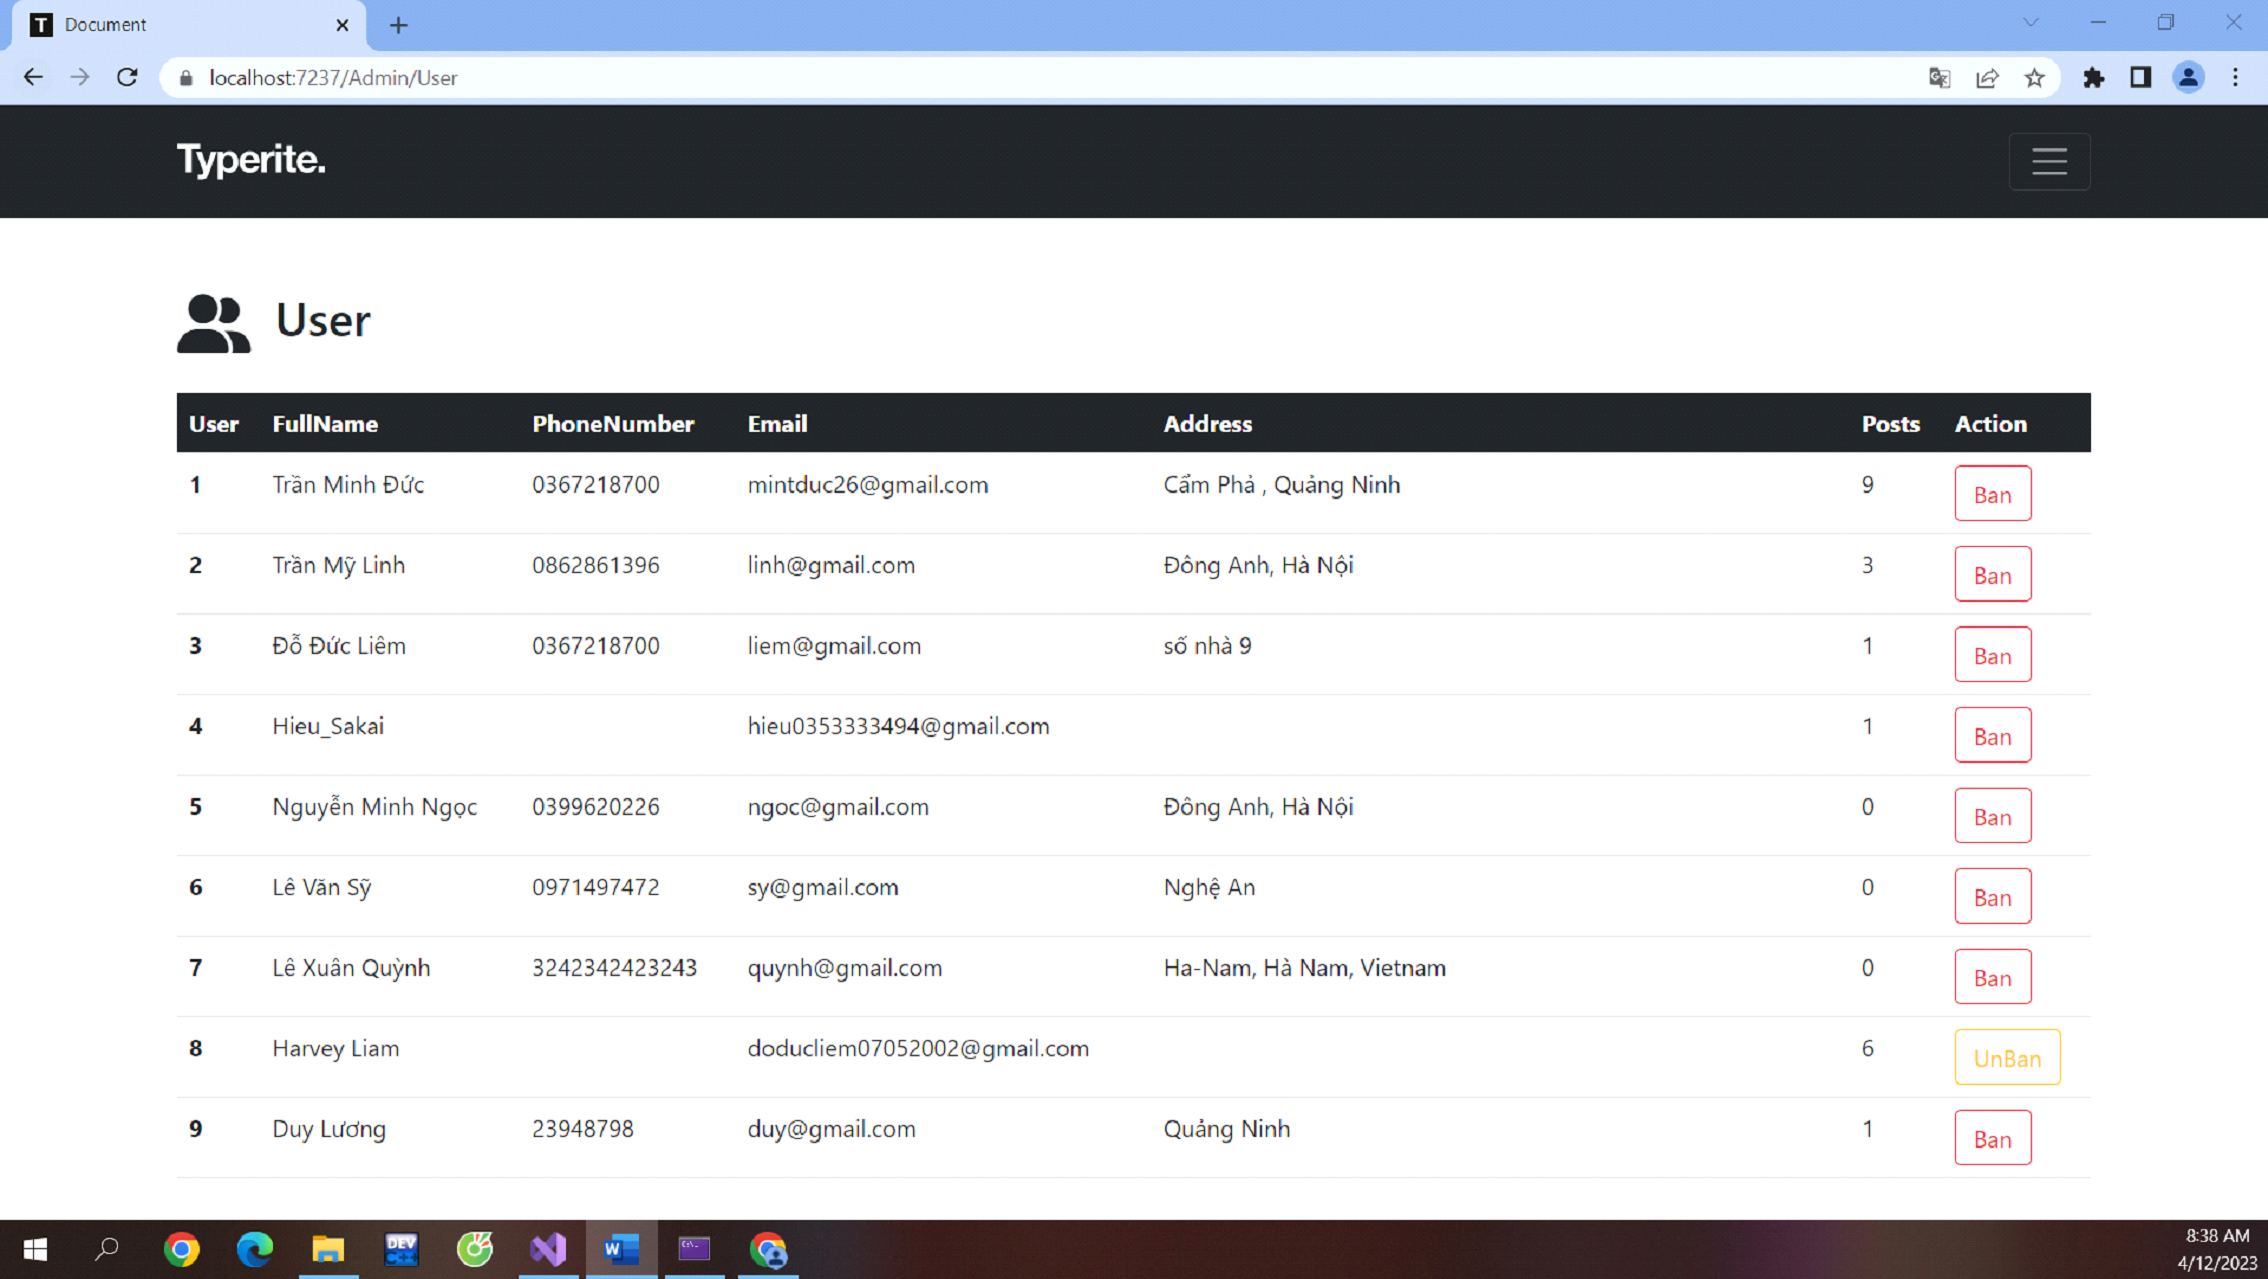 Document
localhost:7237/Admin/User
Typerite.
User
User FullName PhoneNumber Email Address Posts Action
1 Trần Minh Đức 0367218700 mintduc26@gmail.com Cẩm Phả , Quảng Ninh 9 Ban
2 Trần Mỹ Linh 0862861396 linh@gmail.com Đông Anh, Hà Nội 3 Ban
3 Đỗ Đức Liêm 0367218700 liem@gmail.com số nhà 9 1 Ban
4 Hieu_Sakai hieu0353333494@gmail.com 1 Ban
5 Nguyễn Minh Ngọc 0399620226 ngoc@gmail.com Đông Anh, Hà Nội 0 Ban
6 Lê Văn Sỹ 0971497472 sy@gmail.com Nghệ An 0 Ban
7 Lê Xuân Quỳnh 3242342423243 quynh@gmail.com Ha-Nam, Hà Nam, Vietnam 0 Ban
8 Harvey Liam doducliem07052002@gmail.com 6 UnBan
9 Duy Lương 23948798 duy@gmail.com Quảng Ninh 1 Ban
8:38 AM
4/12/2023